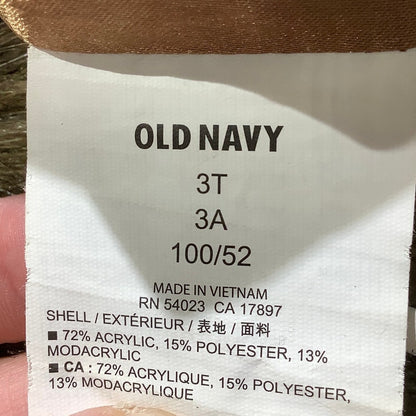 OLD NAVY
3T
3A
100/52
MADE IN VIETNAM
RN 54023 CA 17897
SHELL / EXTÉRIEUR / 表地 / 面料
■ 72% ACRYLIC, 15% POLYESTER, 13%
MODACRYLIC
■ CA : 72% ACRYLIQUE, 15% POLYESTER,
13% MODACRYLIQUE